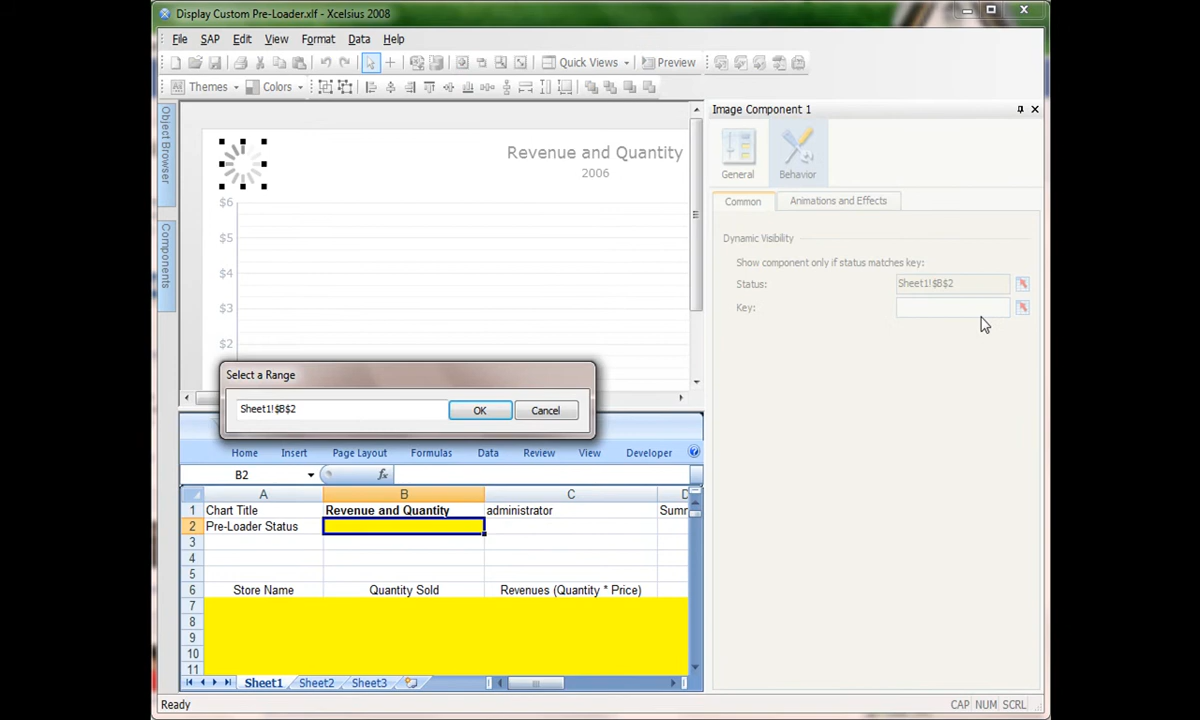 Display Custom Pre-Loader.xlf - Xcelsius 2008
File SAP Edit View Format Data Help
Quick Views Preview
Themes Colors
Object Browser
Components
Revenue and Quantity
2006
$6
$5
$4
$3
$2
Image Component 1
General Behavior
Common Animations and Effects
Dynamic Visibility
Show component only if status matches key:
Status: Sheet1!$B$2
Key:
Select a Range
Sheet1!$B$2 OK Cancel
Home Insert Page Layout Formulas Data Review View Developer
B2 fx
A B C D
1 Chart Title Revenue and Quantity administrator Summ
2 Pre-Loader Status
3
4
5
6 Store Name Quantity Sold Revenues (Quantity * Price)
7
8
9
10
11
Sheet1 Sheet2 Sheet3
Ready CAP NUM SCRL